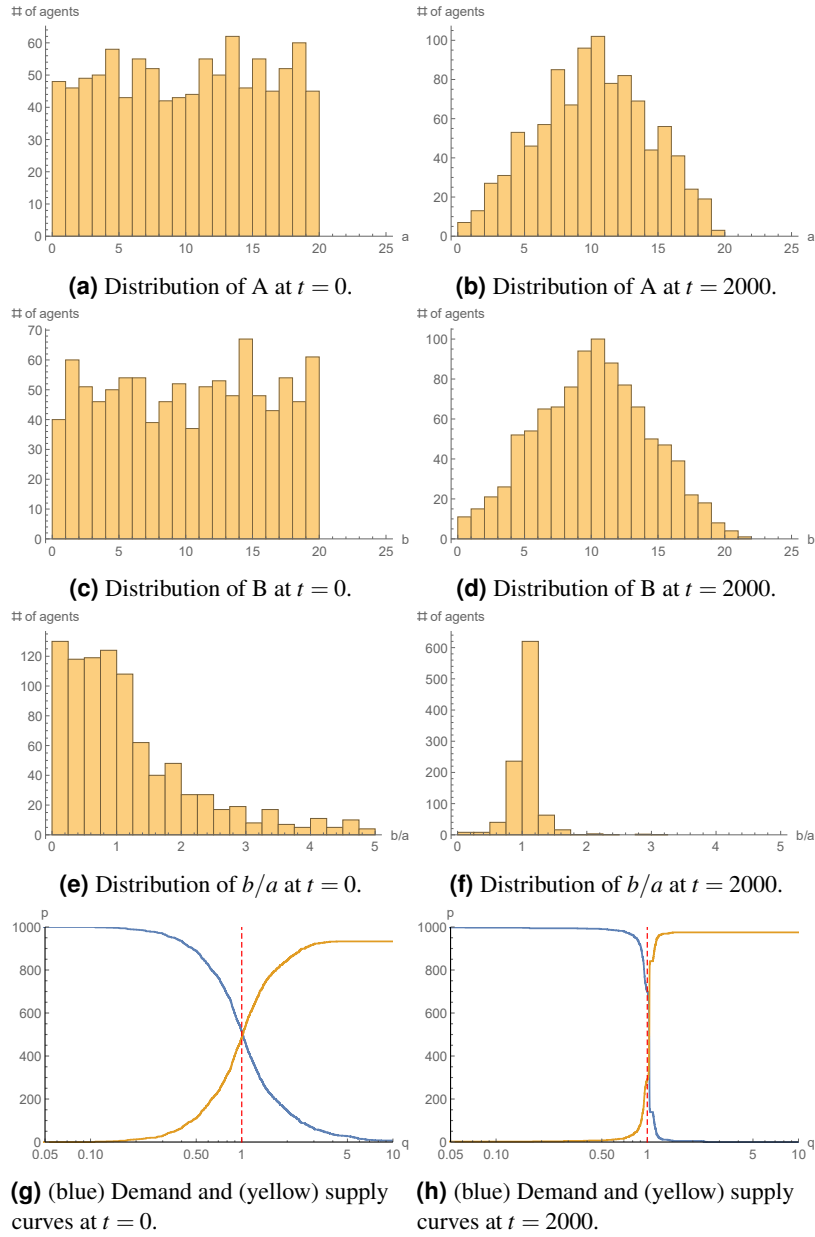 # of agents
60
50
40
30
20
10
0
0 5 10 15 20 25 a
(a) Distribution of A at t = 0.
# of agents
100
80
60
40
20
0
0 5 10 15 20 25 a
(b) Distribution of A at t = 2000.
# of agents
70
60
50
40
30
20
10
0
0 5 10 15 20 25 b
(c) Distribution of B at t = 0.
# of agents
100
80
60
40
20
0
0 5 10 15 20 25 b
(d) Distribution of B at t = 2000.
# of agents
120
100
80
60
40
20
0
0 1 2 3 4 5 b/a
(e) Distribution of b/a at t = 0.
# of agents
600
500
400
300
200
100
0
0 1 2 3 4 5 b/a
(f) Distribution of b/a at t = 2000.
p
1000
800
600
400
200
0
0.05 0.10 0.50 1 5 10 q
(g) (blue) Demand and (yellow) supply
curves at t = 0.
p
1000
800
600
400
200
0
0.05 0.10 0.50 1 5 10 q
(h) (blue) Demand and (yellow) supply
curves at t = 2000.